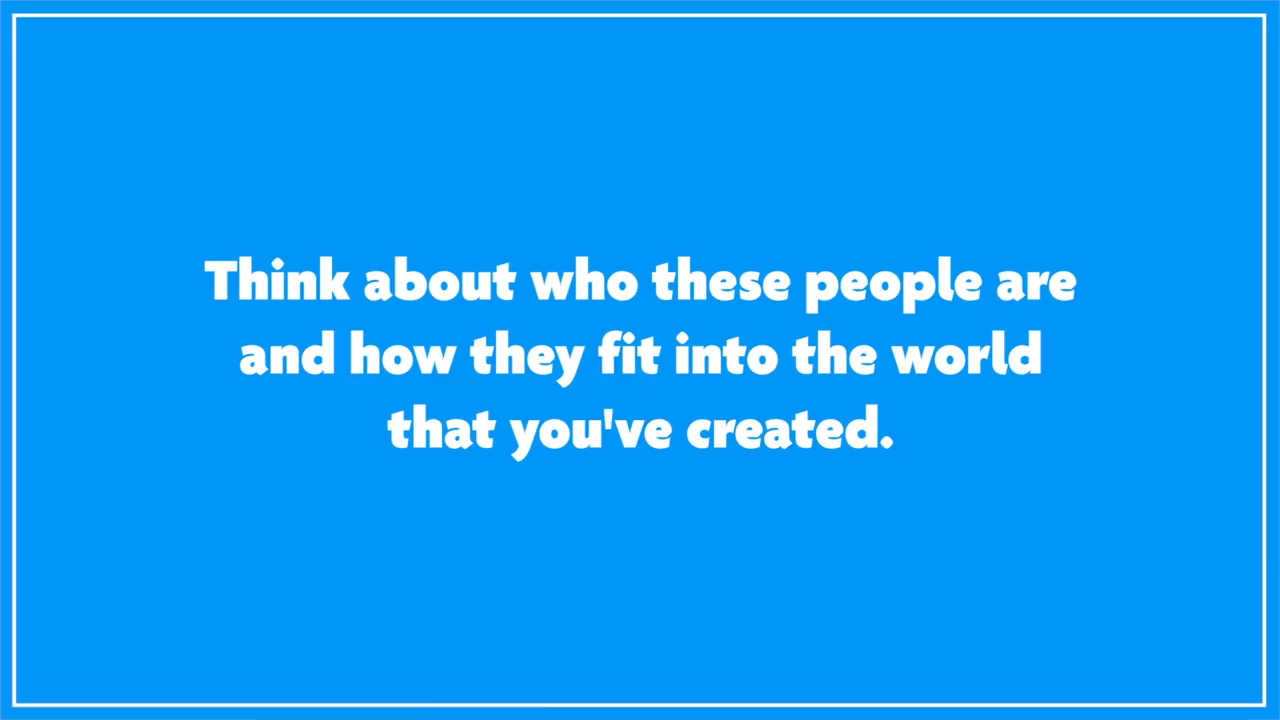 Think about who these people are
and how they fit into the world
that you've created.